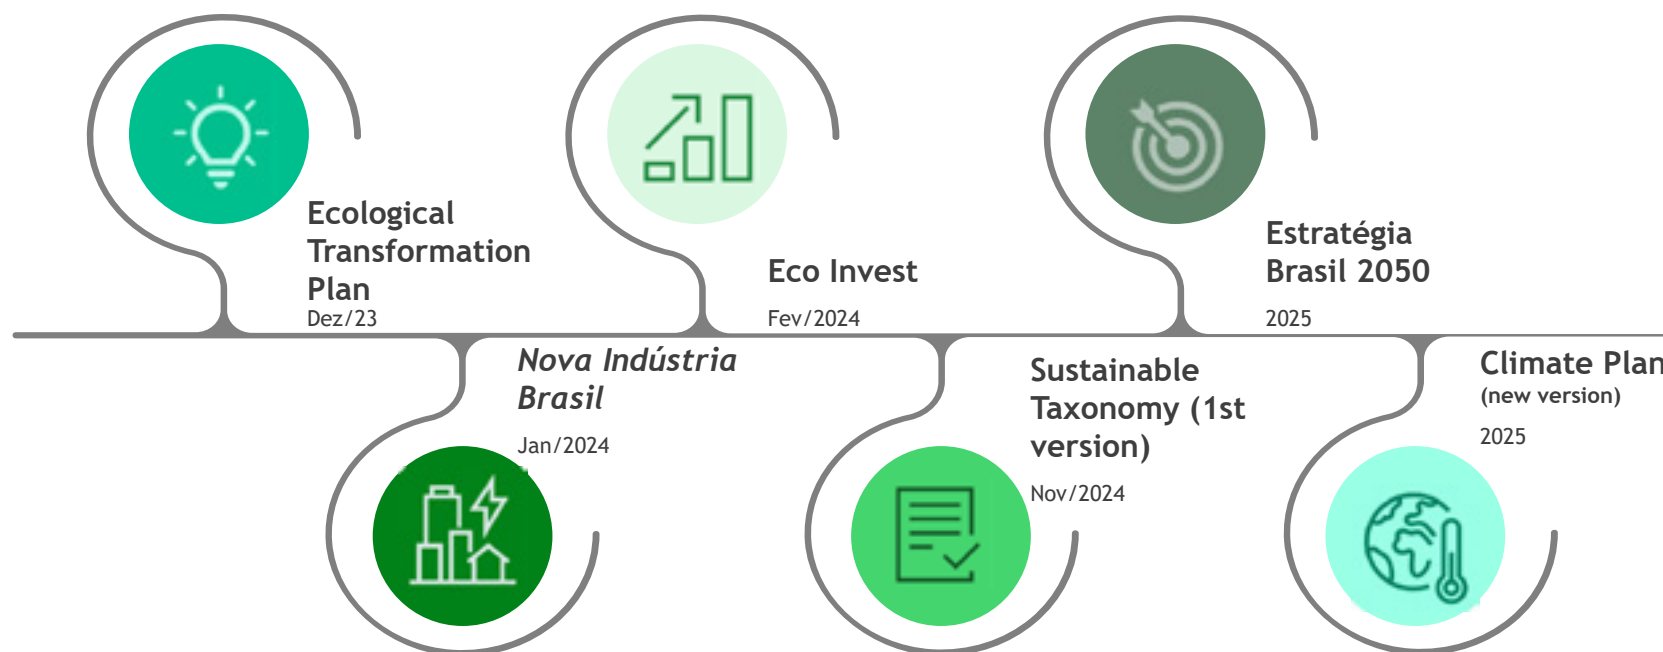 Ecological
Transformation
Plan
Dez/23
Nova Indústria
Brasil
Jan/2024
Eco Invest
Fev/2024
Sustainable
Taxonomy (1st
version)
Nov/2024
Estratégia
Brasil 2050
2025
Climate Plan
(new version)
2025